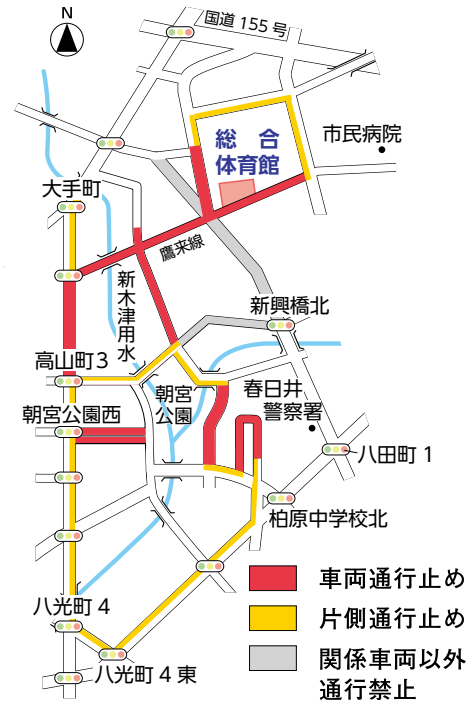 N
国道155号
総合
体育館
市民病院
大手町
鷹来線
新木津用水
新興橋北
高山町3
朝宮
公園
春日井
警察署
朝宮公園西
八田町1
柏原中学校北
八光町4
八光町4東
車両通行止め
片側通行止め
関係車両以外
通行禁止